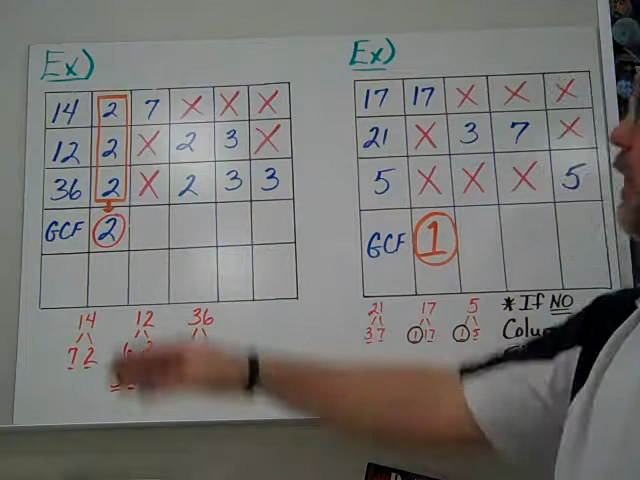 Ex)
14 2 7 X X X
12 2 X 2 3 X
36 2 X 2 3 3
GCF 2
14 12 36
7 2
Ex)
17 17 X X X
21 X 3 7 X
5 X X X 5
GCF 1
21 17 5
3 7 1 17 1 5
* If NO